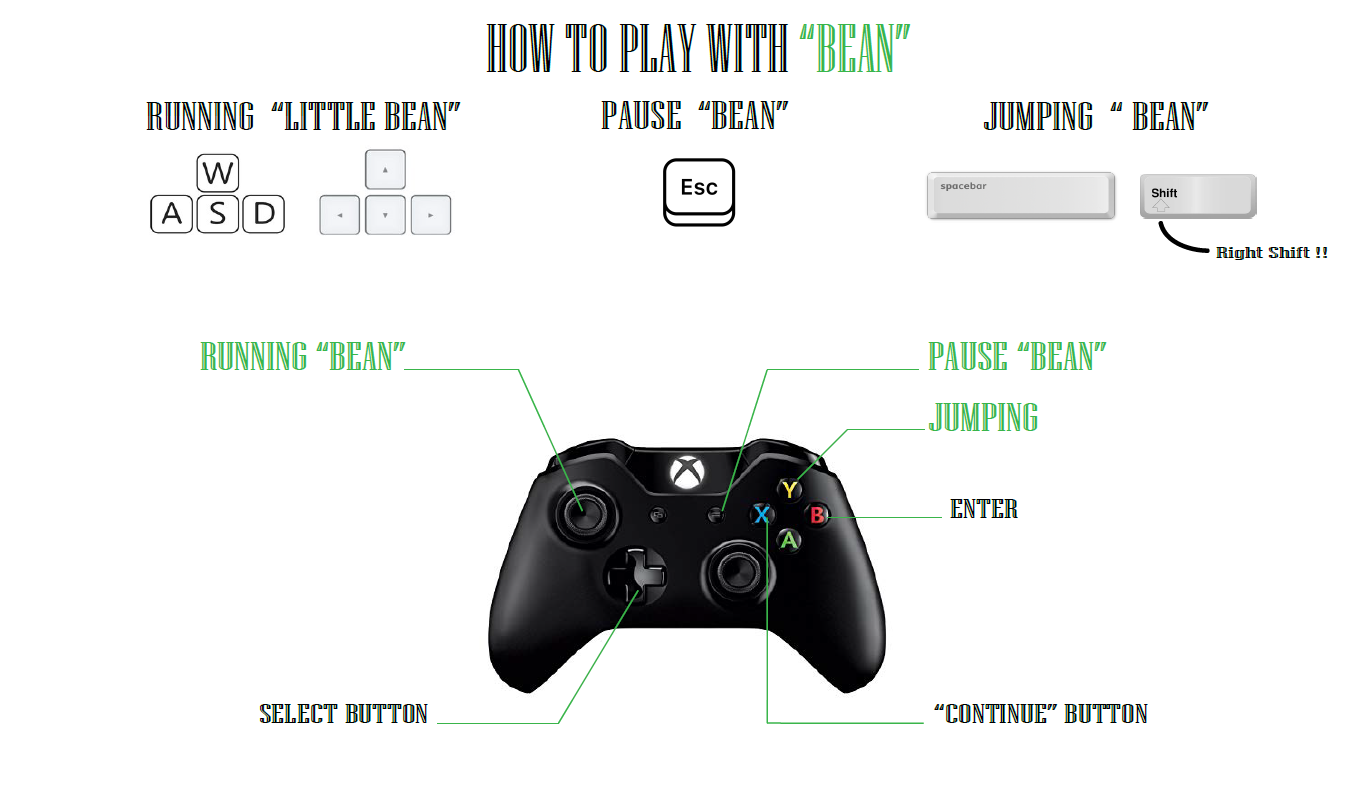 HOW TO PLAY WITH “BEAN”
RUNNING “LITTLE BEAN”
PAUSE “BEAN”
JUMPING “ BEAN”
W
A S D
Esc
spacebar
Shift
Right Shift !!
RUNNING “BEAN”
PAUSE “BEAN”
JUMPING
Y
X
B
ENTER
A
SELECT BUTTON
“CONTINUE” BUTTON